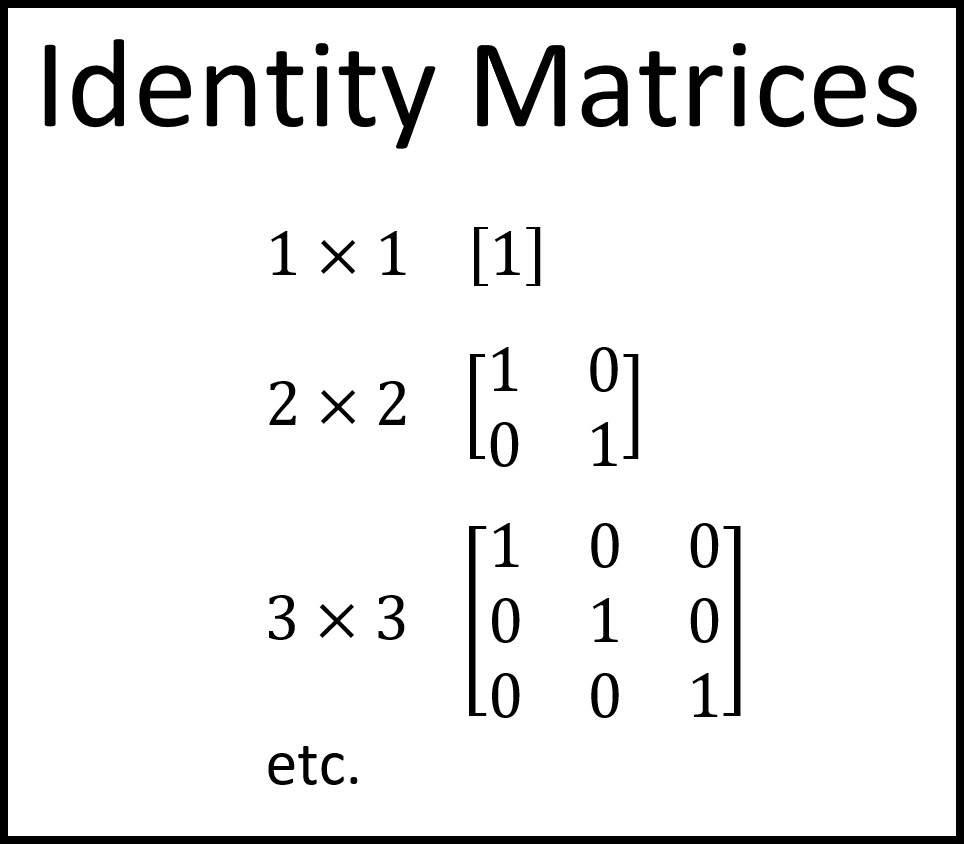 Identity Matrices
1 × 1 [1]
2 × 2 [1 0
0 1]
3 × 3 [1 0 0
0 1 0
0 0 1]
etc.